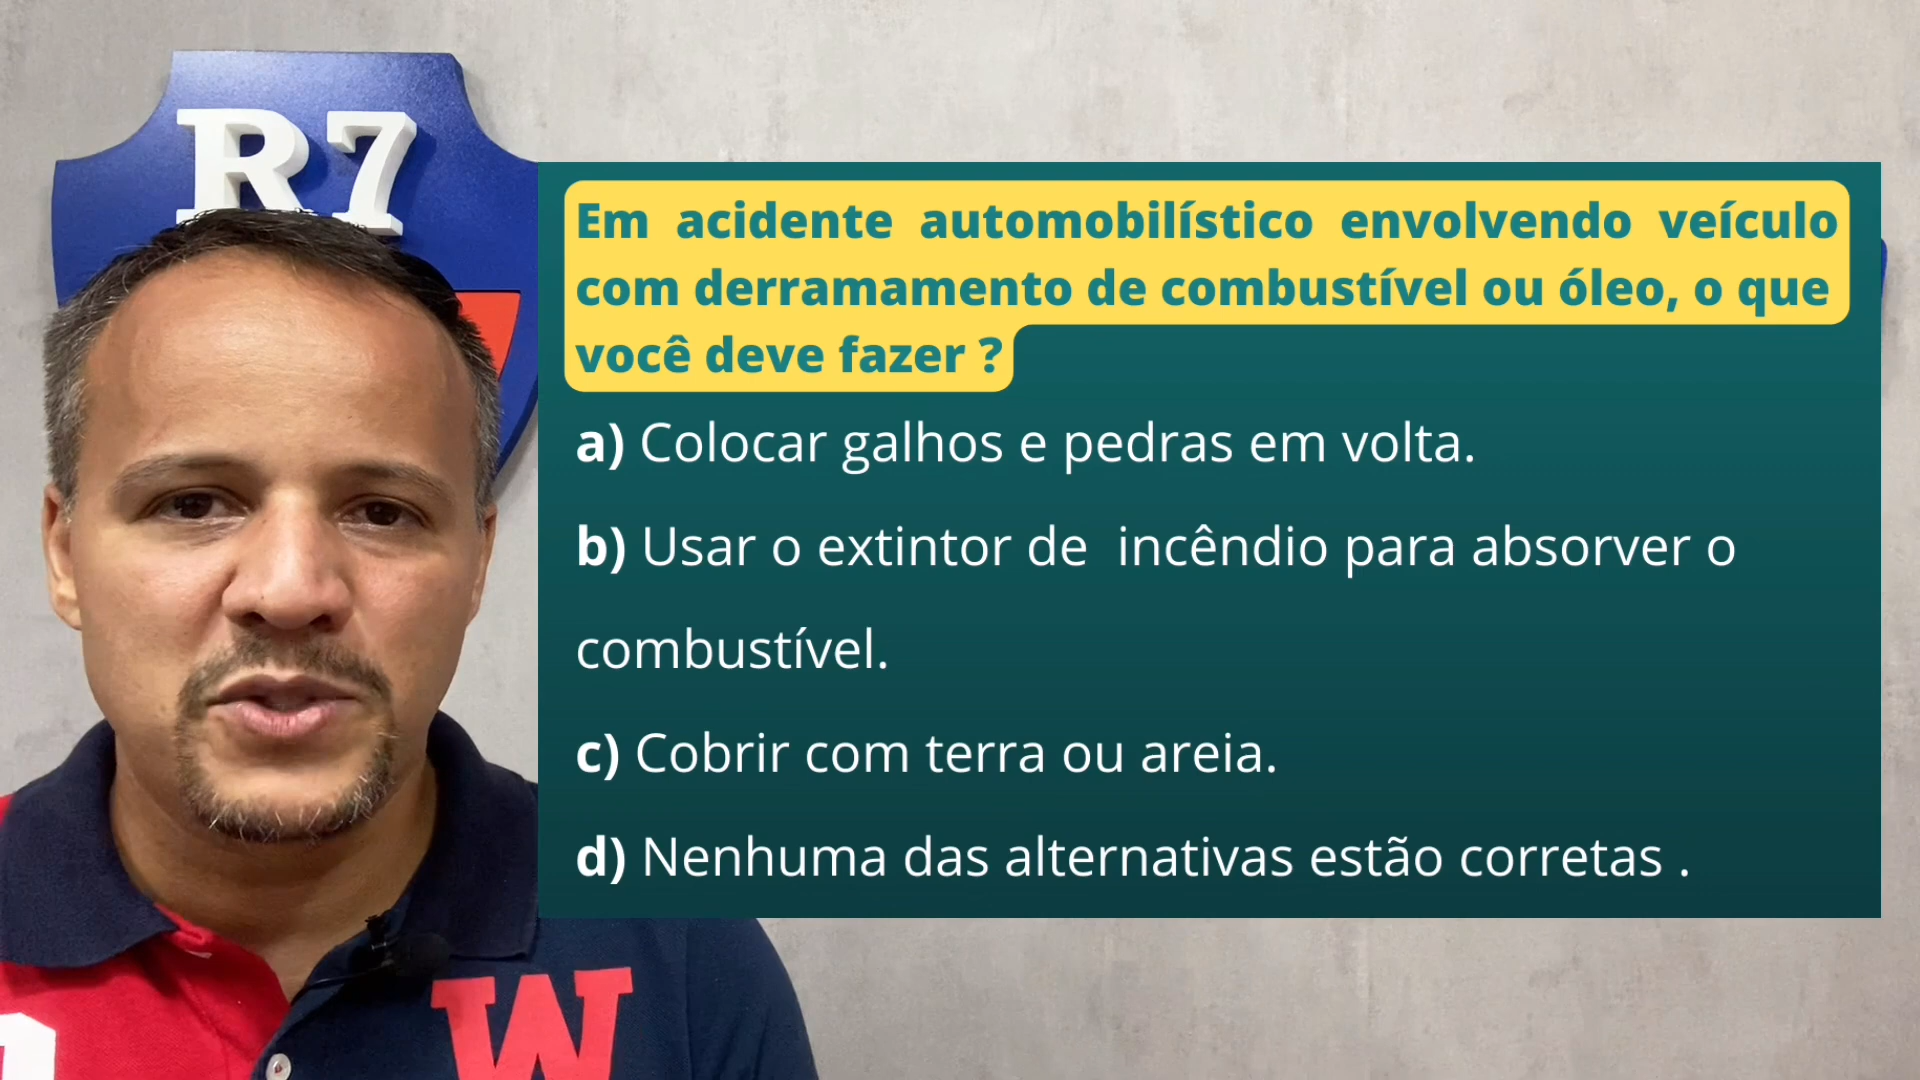 R7
Em acidente automobilístico envolvendo veículo
com derramamento de combustível ou óleo, o que
você deve fazer ?
a) Colocar galhos e pedras em volta.
b) Usar o extintor de incêndio para absorver o
combustível.
c) Cobrir com terra ou areia.
d) Nenhuma das alternativas estão corretas .
W